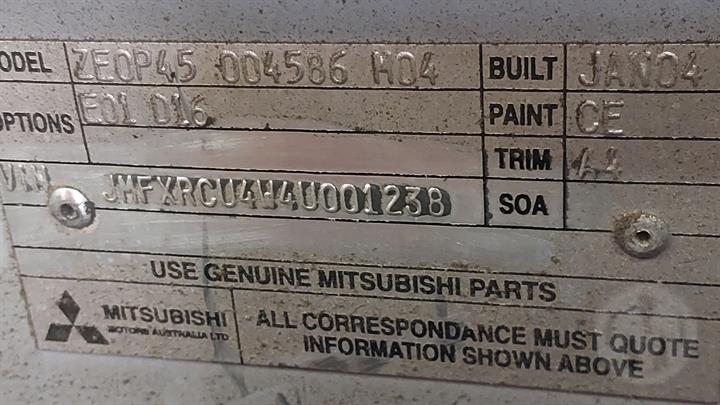 MODEL ZE0P45 004586 H04 BUILT JAN04
OPTIONS E01 D16 PAINT CE
TRIM A4
VIN JMFXRCU4W4U001238 SOA
USE GENUINE MITSUBISHI PARTS
MITSUBISHI
MOTORS AUSTRALIA LTD
ALL CORRESPONDANCE MUST QUOTE
INFORMATION SHOWN ABOVE